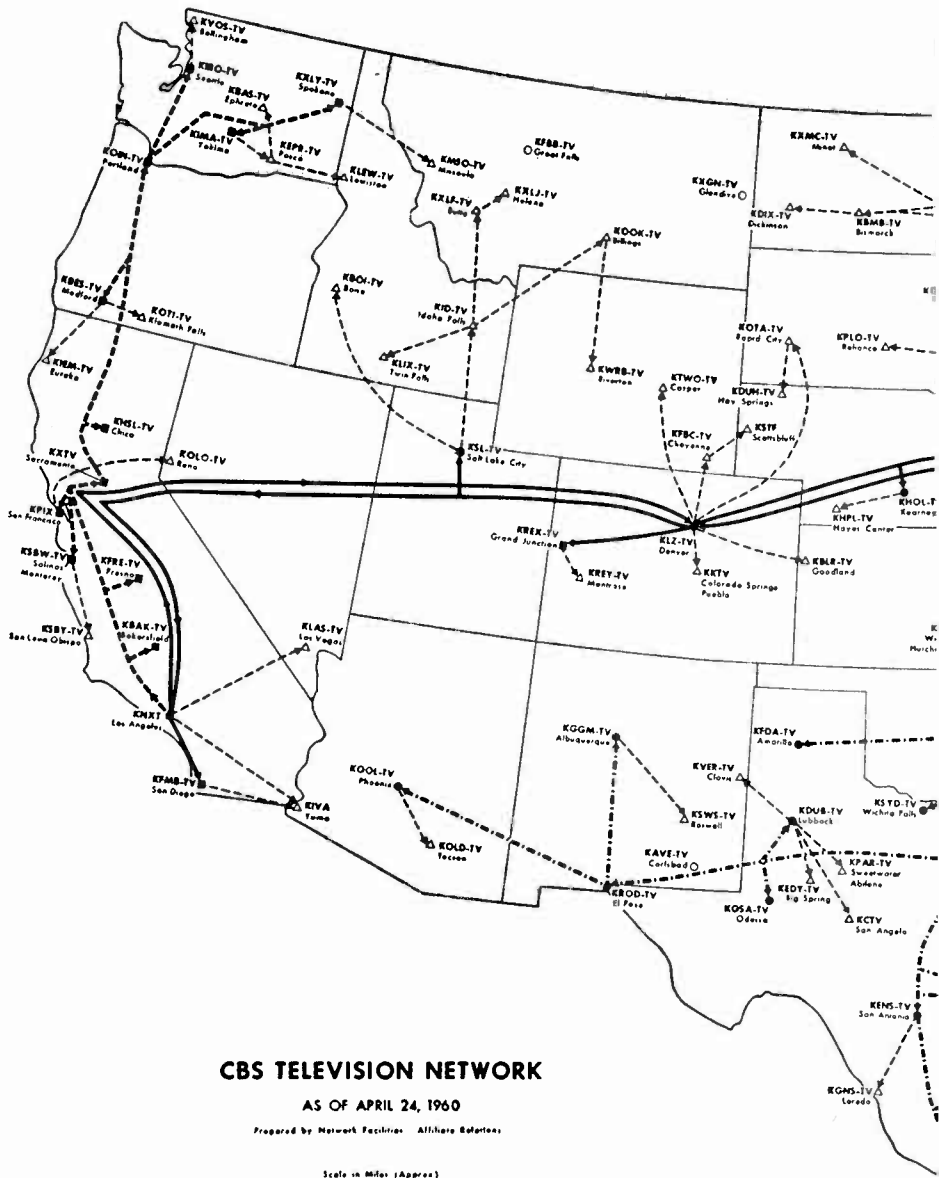 KVOS-TV
Bellingham
KIRO-TV
Seattle
KXLY-TV
Spokane
KBAS-TV
Ephrata
KIMA-TV
Yakima
KEPR-TV
Pasco
KOIN-TV
Portland
KLEW-TV
Lewiston
KMSO-TV
Missoula
KFBB-TV
Great Falls
KXLJ-TV
Helena
KXLF-TV
Butte
KXGN-TV
Glendive
KXMC-TV
Minot
KDIX-TV
Dickinson
KBMB-TV
Bismarck
KOOK-TV
Billings
KBOI-TV
Boise
KID-TV
Idaho Falls
KBES-TV
Medford
KOTI-TV
Klamath Falls
KIEM-TV
Eureka
KLIX-TV
Twin Falls
KWRB-TV
Riverton
KOTA-TV
Rapid City
KPLO-TV
Reliance
KTWO-TV
Casper
KDUH-TV
Hay Springs
KHSL-TV
Chico
KXTV
Sacramento
KOLO-TV
Reno
KSL-TV
Salt Lake City
KFBC-TV
Cheyenne
KSTF
Scottsbluff
KPIX
San Francisco
KHOL-TV
Kearney
KHPL-TV
Hayes Center
KREX-TV
Grand Junction
KLZ-TV
Denver
KSBW-TV
Salinas
Monterey
KFRE-TV
Fresno
KREY-TV
Montrose
KKTV
Colorado Springs
Pueblo
KBLR-TV
Goodland
KSBY-TV
San Luis Obispo
KBAK-TV
Bakersfield
KLAS-TV
Las Vegas
KNXT
Los Angeles
KGGM-TV
Albuquerque
KFDA-TV
Amarillo
KVER-TV
Clovis
KFMB-TV
San Diego
KIVA
Yuma
KOOL-TV
Phoenix
KSWS-TV
Roswell
KDUB-TV
Lubbock
KSYD-TV
Wichita Falls
KOLD-TV
Tucson
KAVE-TV
Carlsbad
KPAR-TV
Sweetwater
Abilene
KROD-TV
El Paso
KEDY-TV
Big Spring
KOSA-TV
Odessa
KCTV
San Angelo
KENS-TV
San Antonio
KGNS-TV
Laredo
CBS TELEVISION NETWORK
AS OF APRIL 24, 1960
Prepared by Network Facilities Affiliate Relations
Scale in Miles (Approx)